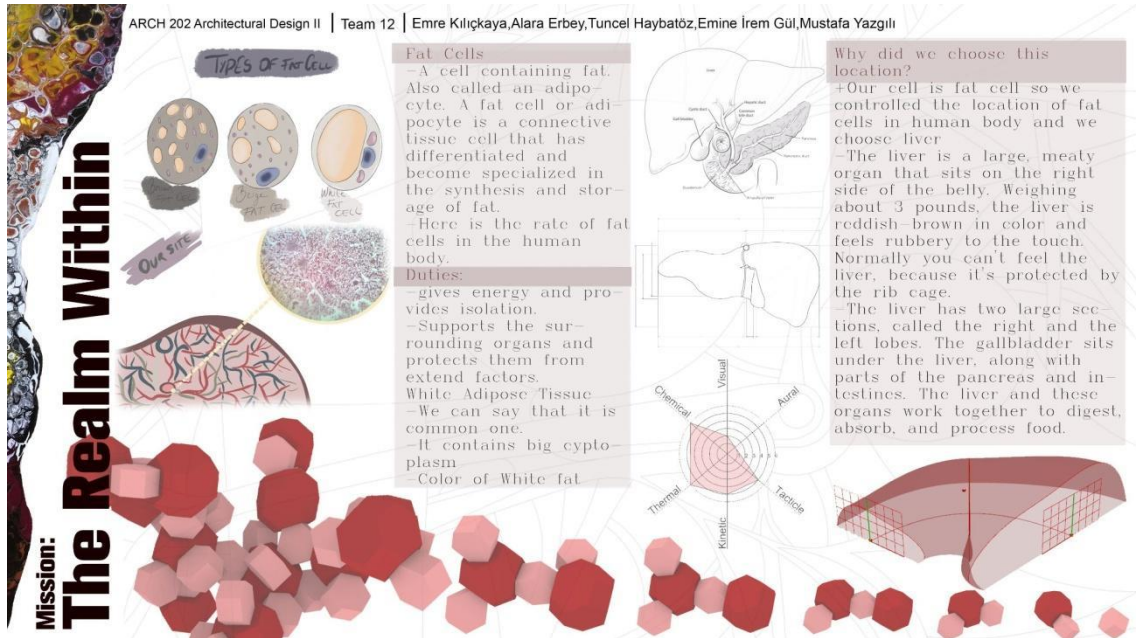 ARCH 202 Architectural Design II | Team 12 | Emre Kılıçkaya,Alara Erbey,Tuncel Haybatöz,Emine İrem Gül,Mustafa Yazgılı
Mission:
The Realm Within
TYPES OF FAT CELL
FAT CELL
FAT CELL
WHITE
FAT
CELL
OUR SITE
Fat Cells
-A cell containing fat.
Also called an adipo-
cyte. A fat cell or adi-
pocyte is a connective
tissue cell that has
differentiated and
become specialized
in the synthesis and stor-
age of fat.
-Here is the rate of fat
cells in the human
body.
Duties:
-gives energy and pro-
vides isolation.
-Supports the sur-
rounding organs and
protects them from
extend factors.
White Adipose Tissue
-We can say that it is
common one.
-It contains big cypto-
plasm
-Color of White fat
Visual
Aural
Tacticle
Kinetic
Thermal
Chemical
Why did we choose this
location?
+Our cell is fat cell so we
controlled the location of fat
cells in human body and we
choose liver
-The liver is a large, meaty
organ that sits on the right
side of the belly. Weighing
about 3 pounds, the liver is
reddish-brown in color and
feels rubbery to the touch.
Normally you can't feel the
liver, because it's protected by
the rib cage.
-The liver has two large sec-
tions, called the right and the
left lobes. The gallbladder sits
under the liver, along with
parts of the pancreas and in-
testines. The liver and these
organs work together to digest,
absorb, and process food.